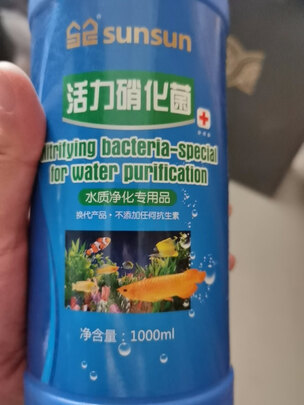 sunsun
活力硝化菌
Nitrifying bacteria-special
for water purification
水质净化专用品
换代产品·不添加任何抗生素
净含量:1000ml